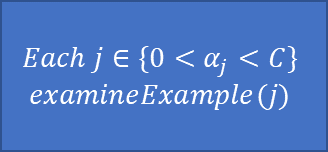 Each j ∈ {0 < α_j < C}
examineExample(j)